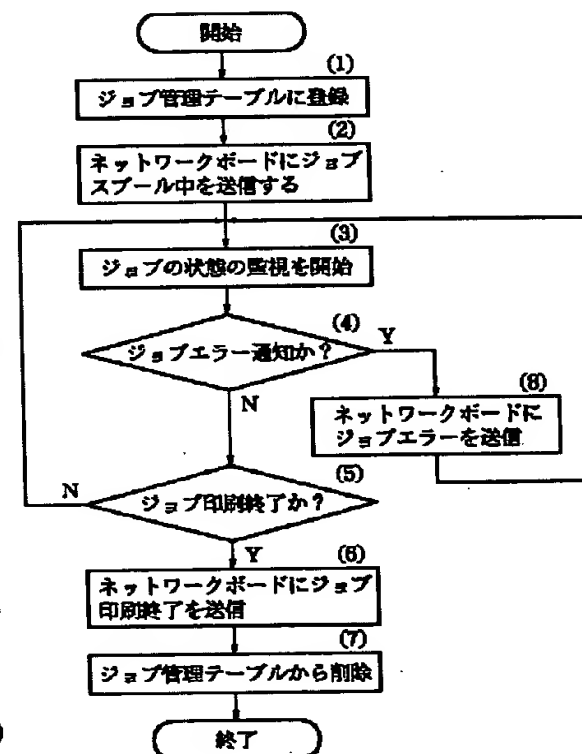 開始
(1)
ジョブ管理テーブルに登録
(2)
ネットワークボードにジョブ
スプール中を送信する
(3)
ジョブの状態の監視を開始
(4)
ジョブエラー通知か?
Y
N
(8)
ネットワークボードに
ジョブエラーを送信
(5)
ジョブ印刷終了か?
N
Y
(6)
ネットワークボードにジョブ
印刷終了を送信
(7)
ジョブ管理テーブルから削除
終了